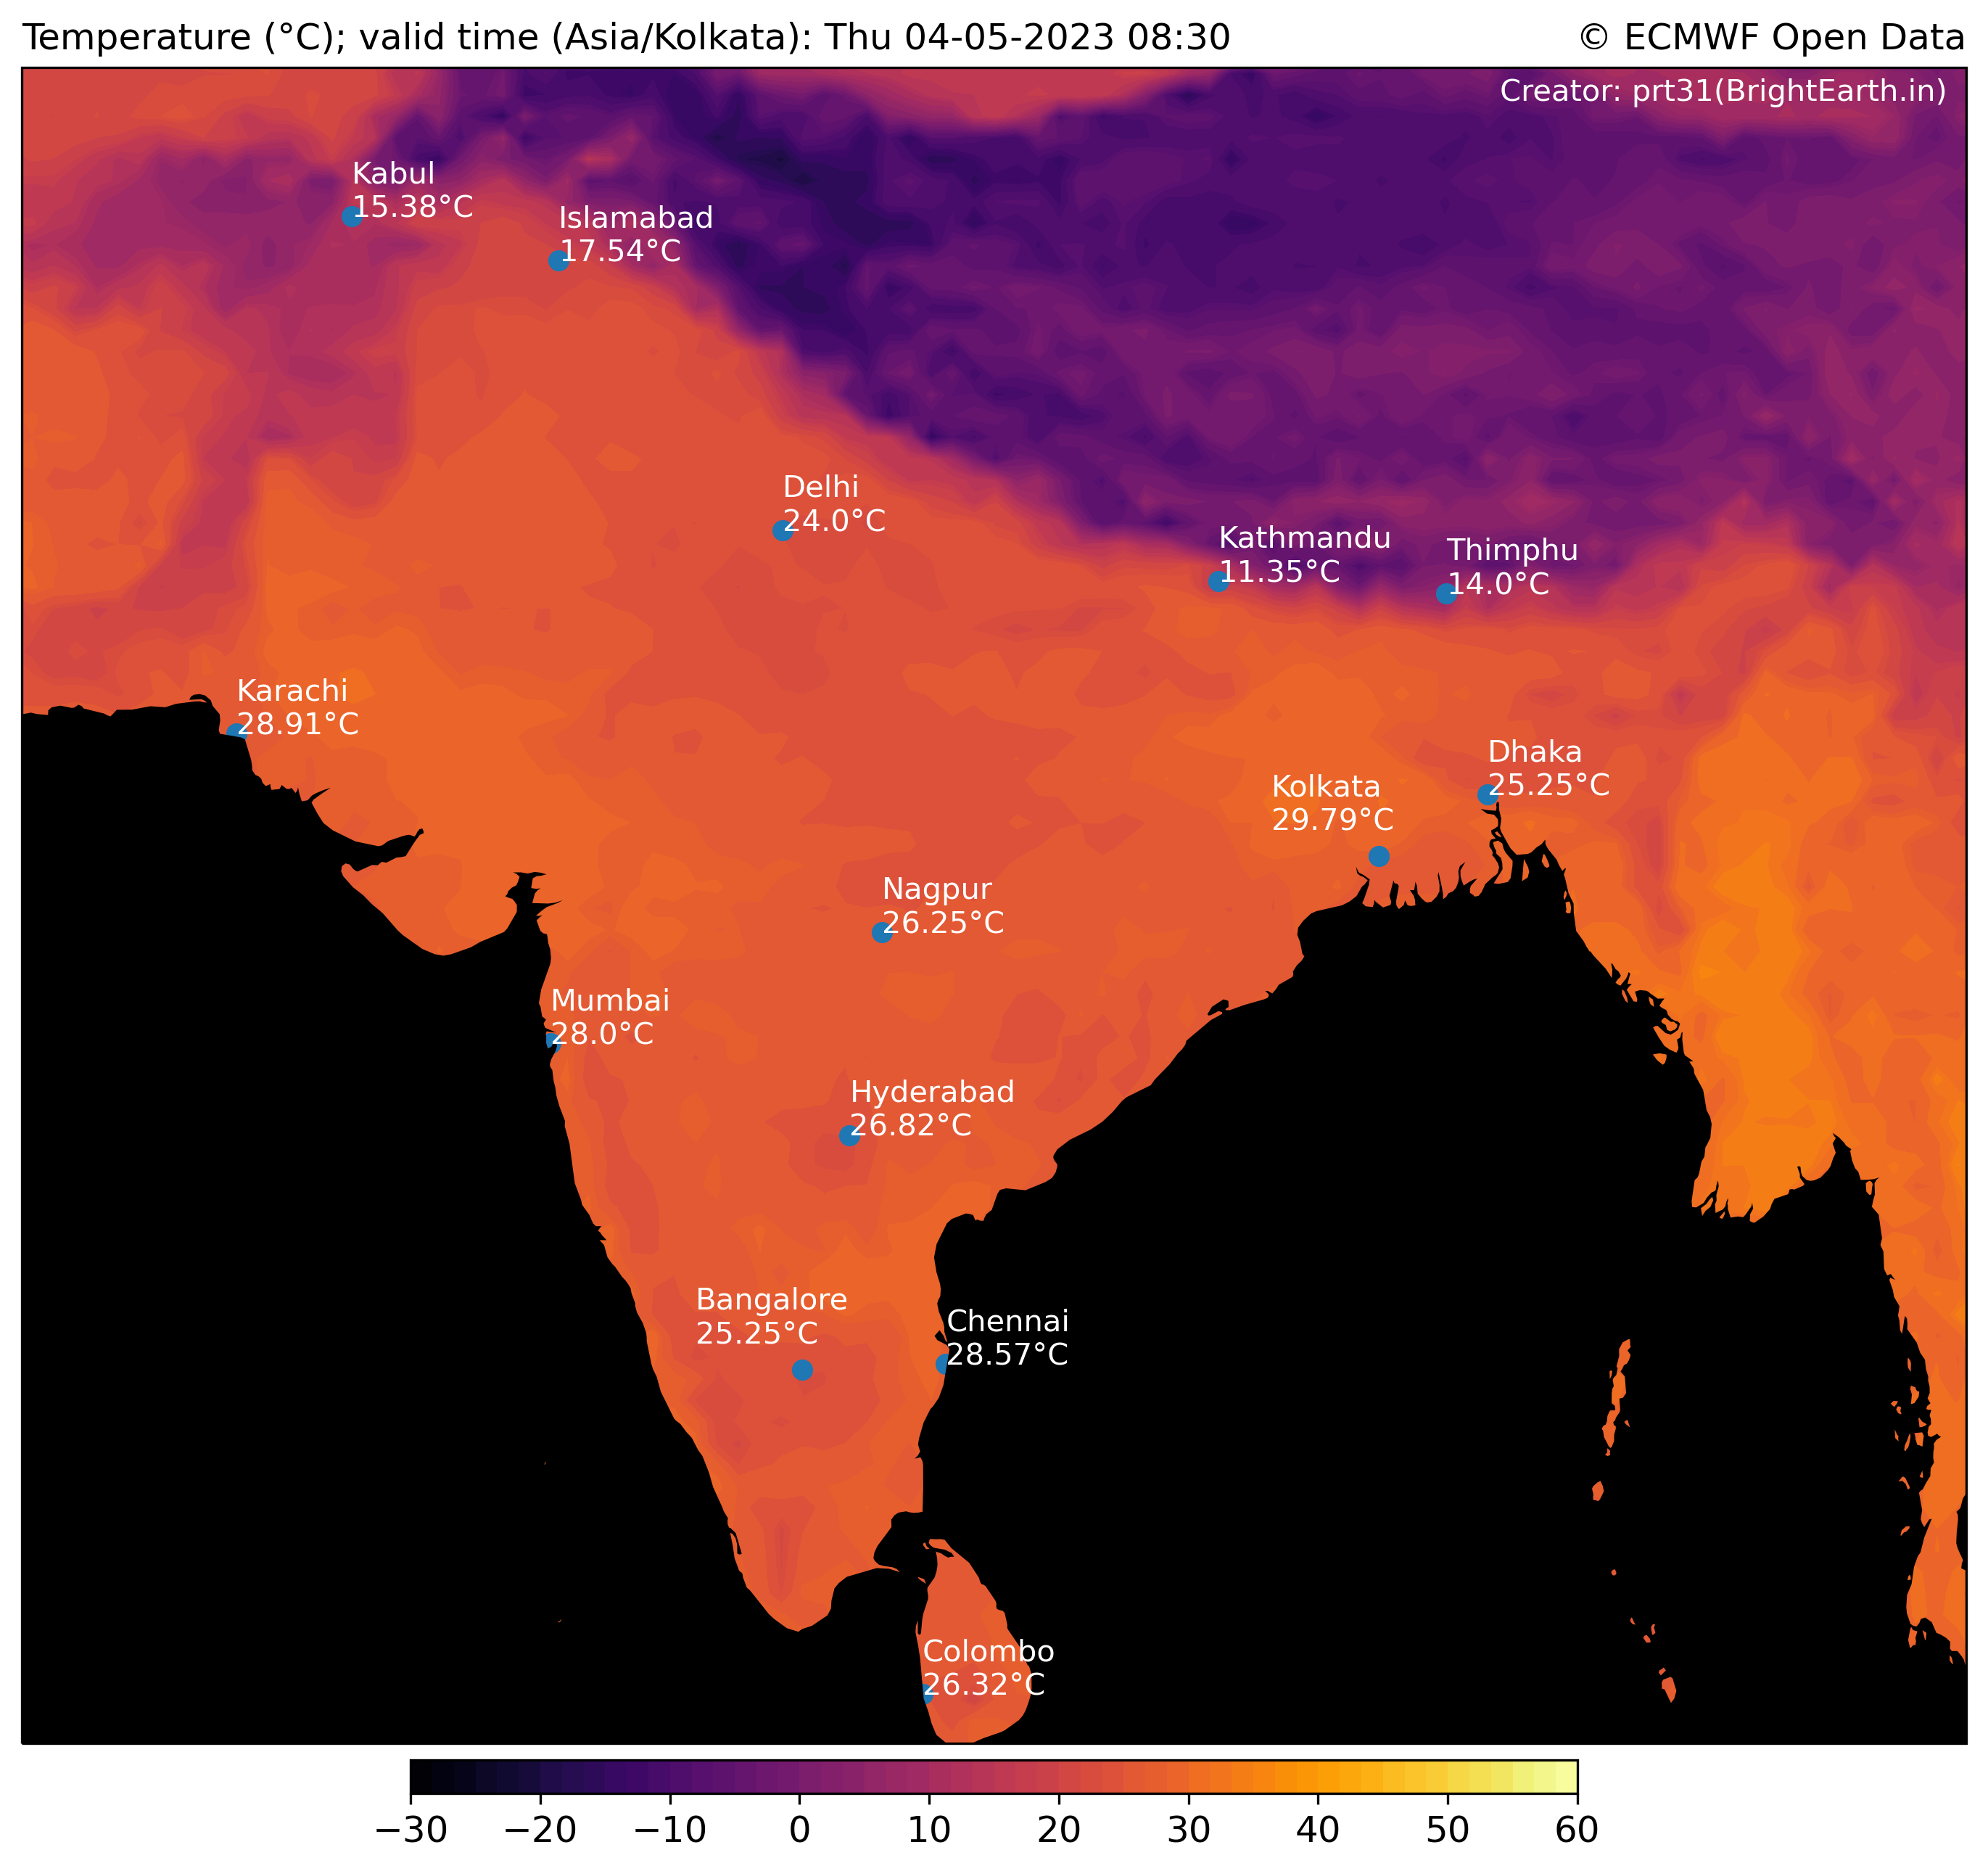 Temperature (°C); valid time (Asia/Kolkata): Thu 04-05-2023 08:30
© ECMWF Open Data
Creator: prt31(BrightEarth.in)
Kabul
15.38°C
Islamabad
17.54°C
Delhi
24.0°C
Kathmandu
11.35°C
Thimphu
14.0°C
Karachi
28.91°C
Dhaka
25.25°C
Kolkata
29.79°C
Nagpur
26.25°C
Mumbai
28.0°C
Hyderabad
26.82°C
Bangalore
25.25°C
Chennai
28.57°C
Colombo
26.32°C
−30 −20 −10 0 10 20 30 40 50 60